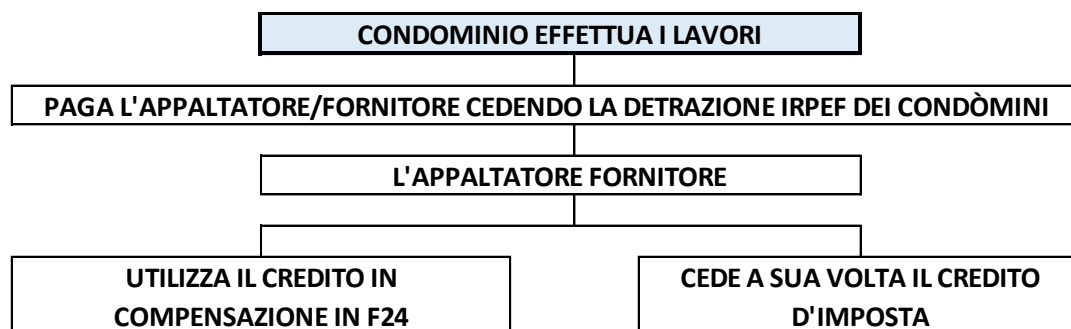 CONDOMINIO EFFETTUA I LAVORI
PAGA L'APPALTATORE/FORNITORE CEDENDO LA DETRAZIONE IRPEF DEI CONDÒMINI
L'APPALTATORE FORNITORE
UTILIZZA IL CREDITO IN
COMPENSAZIONE IN F24
CEDE A SUA VOLTA IL CREDITO
D'IMPOSTA